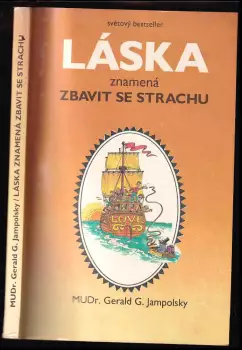 světový bestseller
LÁSKA
znamená
ZBAVIT SE STRACHU
LOVE
MUDr. Gerald G. Jampolsky
MUDr. Gerald G. Jampolsky / LÁSKA ZNAMENÁ ZBAVIT SE STRACHU